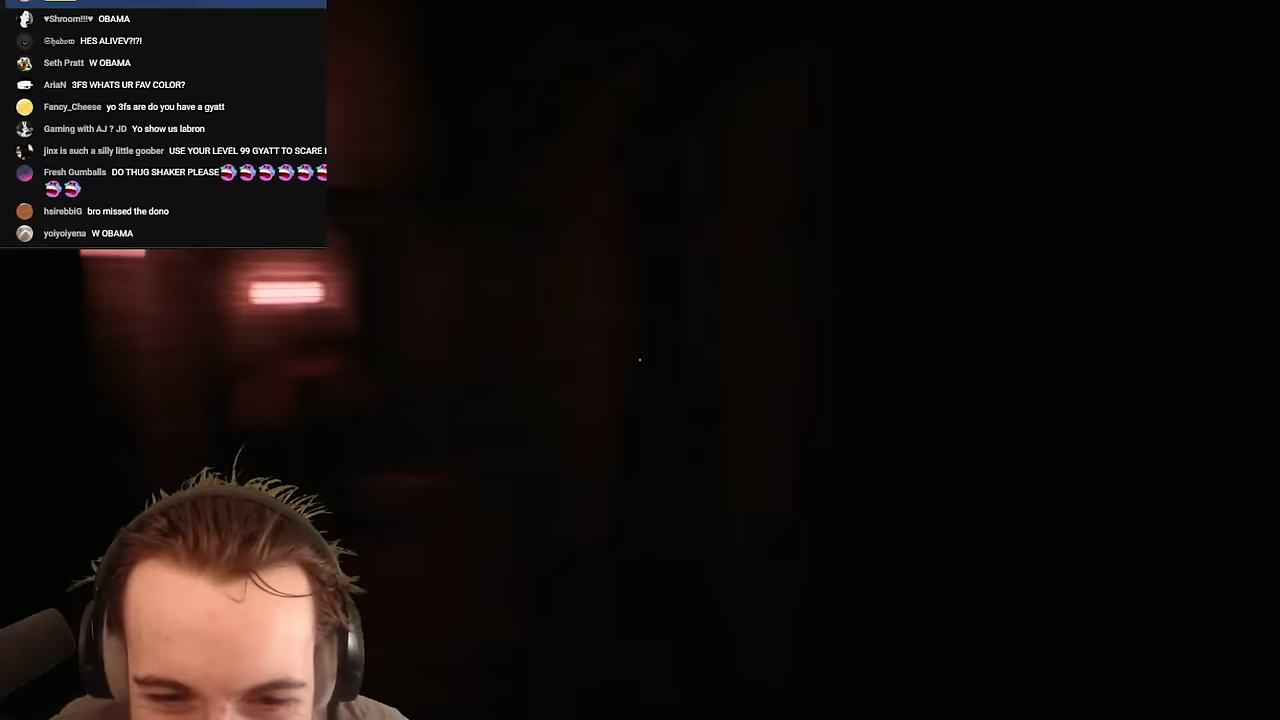 ♥Shroom!!!♥ OBAMA
𝔖𝔥𝔞𝔡𝔬𝔴 HES ALIVEV?!?!
Seth Pratt W OBAMA
AriaN 3FS WHATS UR FAV COLOR?
Fancy_Cheese yo 3fs are do you have a gyatt
Gaming with AJ ? JD Yo show us labron
jinx is such a silly little goober USE YOUR LEVEL 99 GYATT TO SCARE
Fresh Gumballs DO THUG SHAKER PLEASE
hsirebbiG bro missed the dono
yoiyoiyena W OBAMA